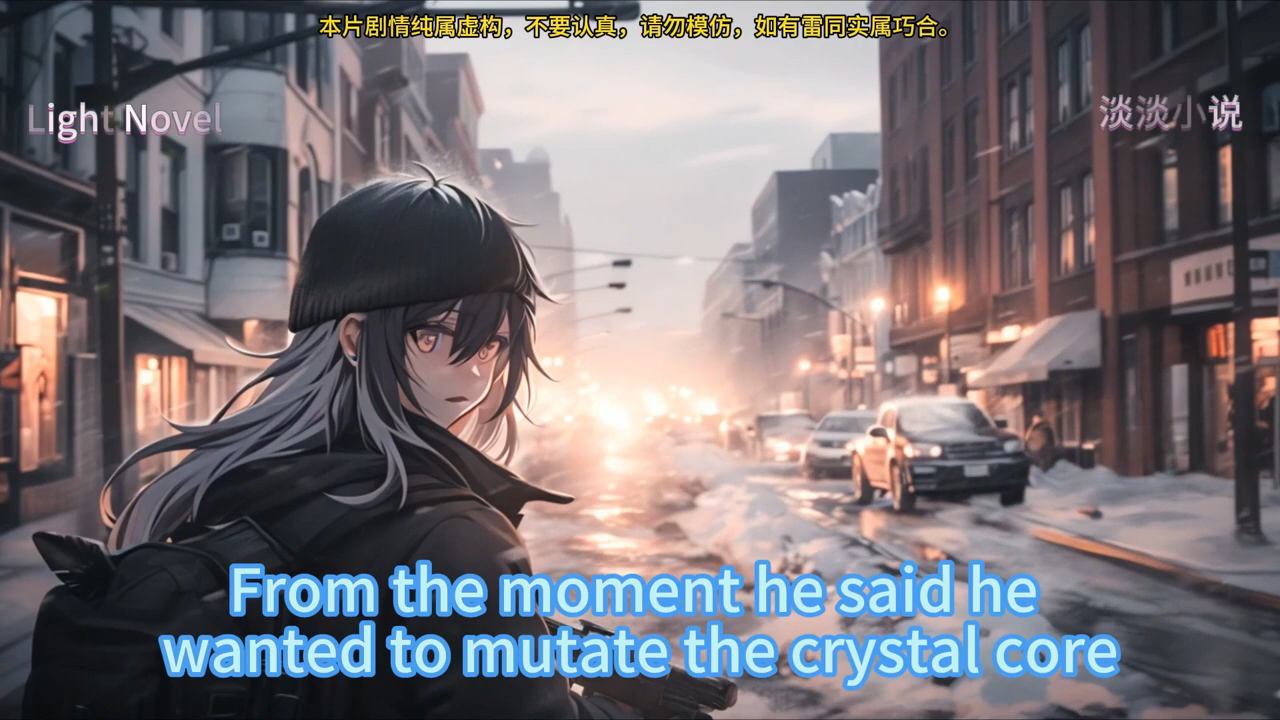 本片剧情纯属虚构，不要认真，请勿模仿，如有雷同实属巧合。
Light Novel
淡淡小说
From the moment he said he
wanted to mutate the crystal core